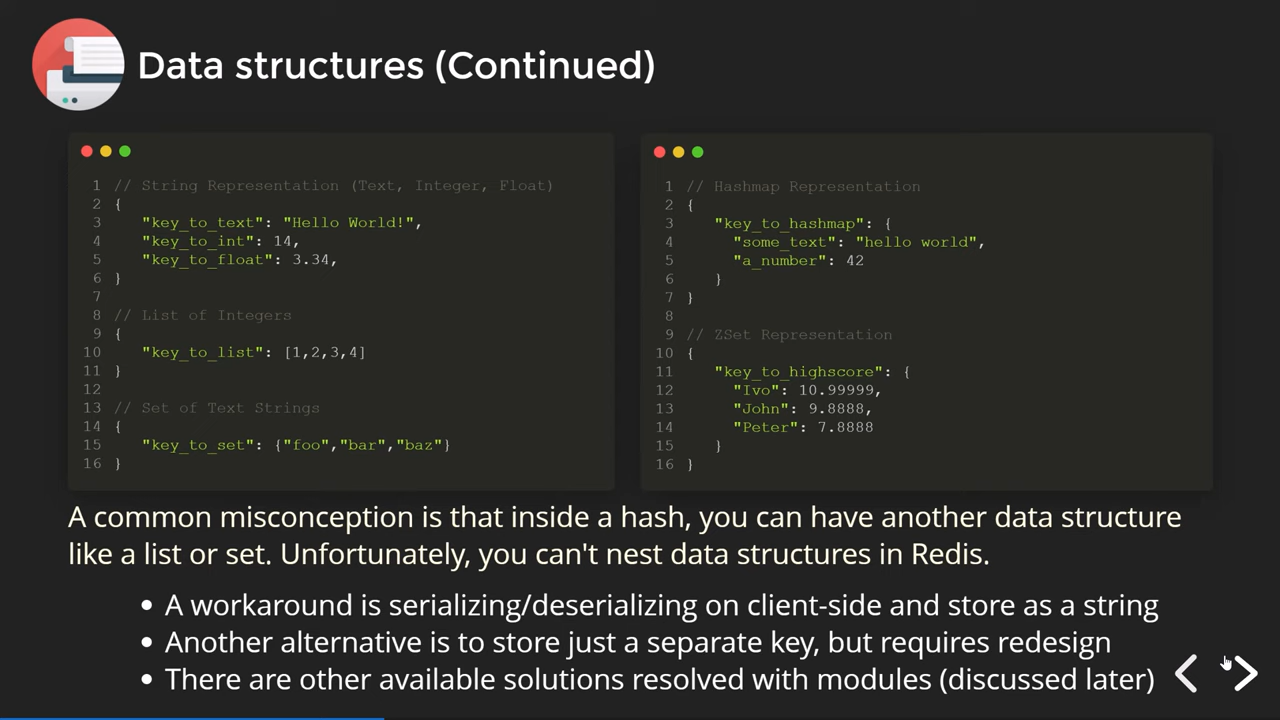 Data structures (Continued)
1 // String Representation (Text, Integer, Float)
2 {
3 "key_to_text": "Hello World!",
4 "key_to_int": 14,
5 "key_to_float": 3.34,
6 }
7
8 // List of Integers
9 {
10 "key_to_list": [1,2,3,4]
11 }
12
13 // Set of Text Strings
14 {
15 "key_to_set": {"foo","bar","baz"}
16 }
1 // Hashmap Representation
2 {
3 "key_to_hashmap": {
4 "some_text": "hello world",
5 "a_number": 42
6 }
7 }
8
9 // ZSet Representation
10 {
11 "key_to_highscore": {
12 "Ivo": 10.99999,
13 "John": 9.8888,
14 "Peter": 7.8888
15 }
16 }
A common misconception is that inside a hash, you can have another data structure
like a list or set. Unfortunately, you can't nest data structures in Redis.
• A workaround is serializing/deserializing on client-side and store as a string
• Another alternative is to store just a separate key, but requires redesign
• There are other available solutions resolved with modules (discussed later)